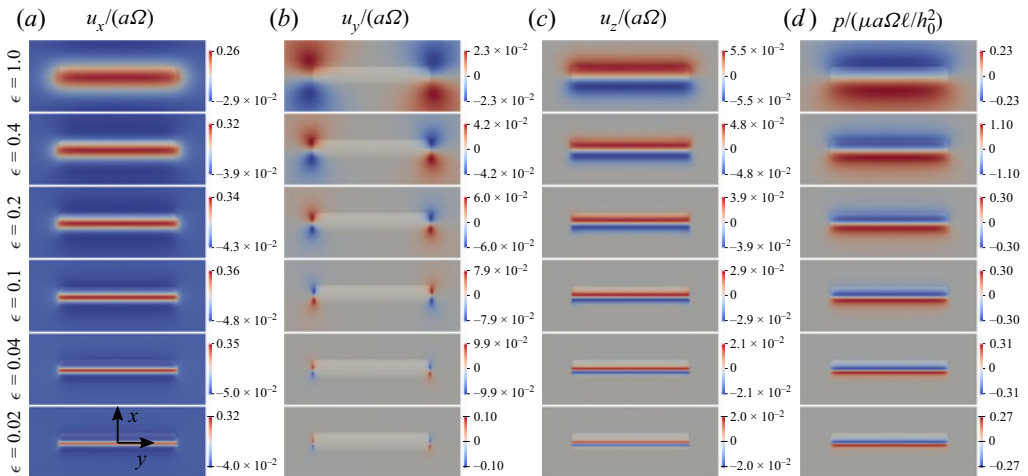 (a) u_x/(aΩ) (b) u_y/(aΩ) (c) u_z/(aΩ) (d) p/(μaΩℓ/h_0^2)
ϵ = 1.0
0.26
−2.9 × 10^−2
2.3 × 10^−2
0
−2.3 × 10^−2
5.5 × 10^−2
0
−5.5 × 10^−2
0.23
0
−0.23
ϵ = 0.4
0.32
−3.9 × 10^−2
4.2 × 10^−2
0
−4.2 × 10^−2
4.8 × 10^−2
0
−4.8 × 10^−2
1.10
0
−1.10
ϵ = 0.2
0.34
−4.3 × 10^−2
6.0 × 10^−2
0
−6.0 × 10^−2
3.9 × 10^−2
0
−3.9 × 10^−2
0.30
0
−0.30
ϵ = 0.1
0.36
−4.8 × 10^−2
7.9 × 10^−2
0
−7.9 × 10^−2
2.9 × 10^−2
0
−2.9 × 10^−2
0.30
0
−0.30
ϵ = 0.04
0.35
−5.0 × 10^−2
9.9 × 10^−2
0
−9.9 × 10^−2
2.1 × 10^−2
0
−2.1 × 10^−2
0.31
0
−0.31
ϵ = 0.02
x
y
0.32
−4.0 × 10^−2
0.10
0
−0.10
2.0 × 10^−2
0
−2.0 × 10^−2
0.27
0
−0.27